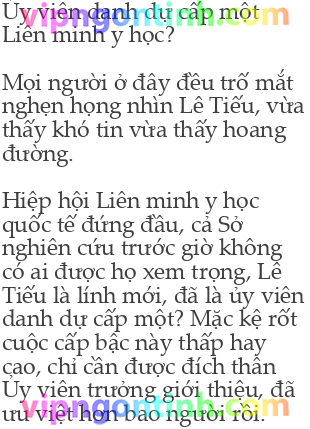 Ủy viên danh dự cấp một
Liên minh y học?
vipngontinh.com
Mọi người ở đây đều trố mắt
nghẹn họng nhìn Lê Tiếu, vừa
thấy khó tin vừa thấy hoang
đường.
Hiệp hội Liên minh y học
quốc tế đứng đầu, cả Sở
nghiên cứu trước giờ không
có ai được họ xem trọng, Lê
Tiếu là lính mới, đã là ủy viên
danh dự cấp một? Mặc kệ rốt
cuộc cấp bậc này thấp hay
cao, chỉ cần được đích thân
Ủy viên trưởng giới thiệu, đã
ưu việt hơn bao người rồi.
vipngontinh.com